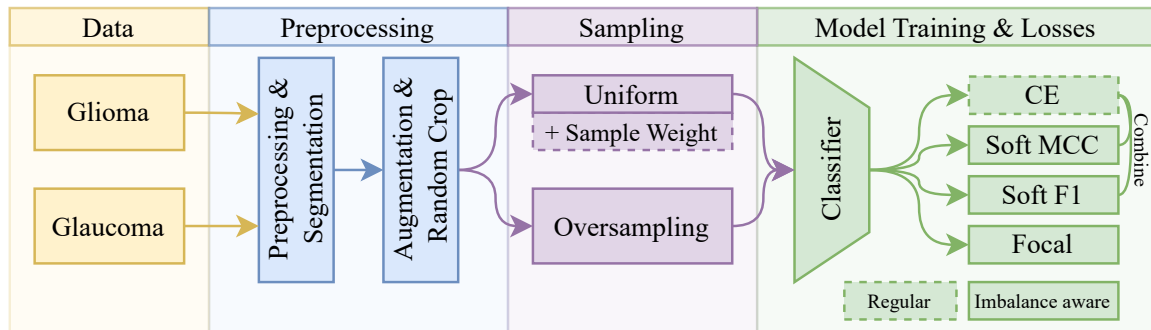 Data
Preprocessing
Sampling
Model Training & Losses
Glioma
Glaucoma
Preprocessing &
Segmentation
Augmentation &
Random Crop
Uniform
+ Sample Weight
Oversampling
Classifier
CE
Soft MCC
Soft F1
Focal
Combine
Regular
Imbalance aware